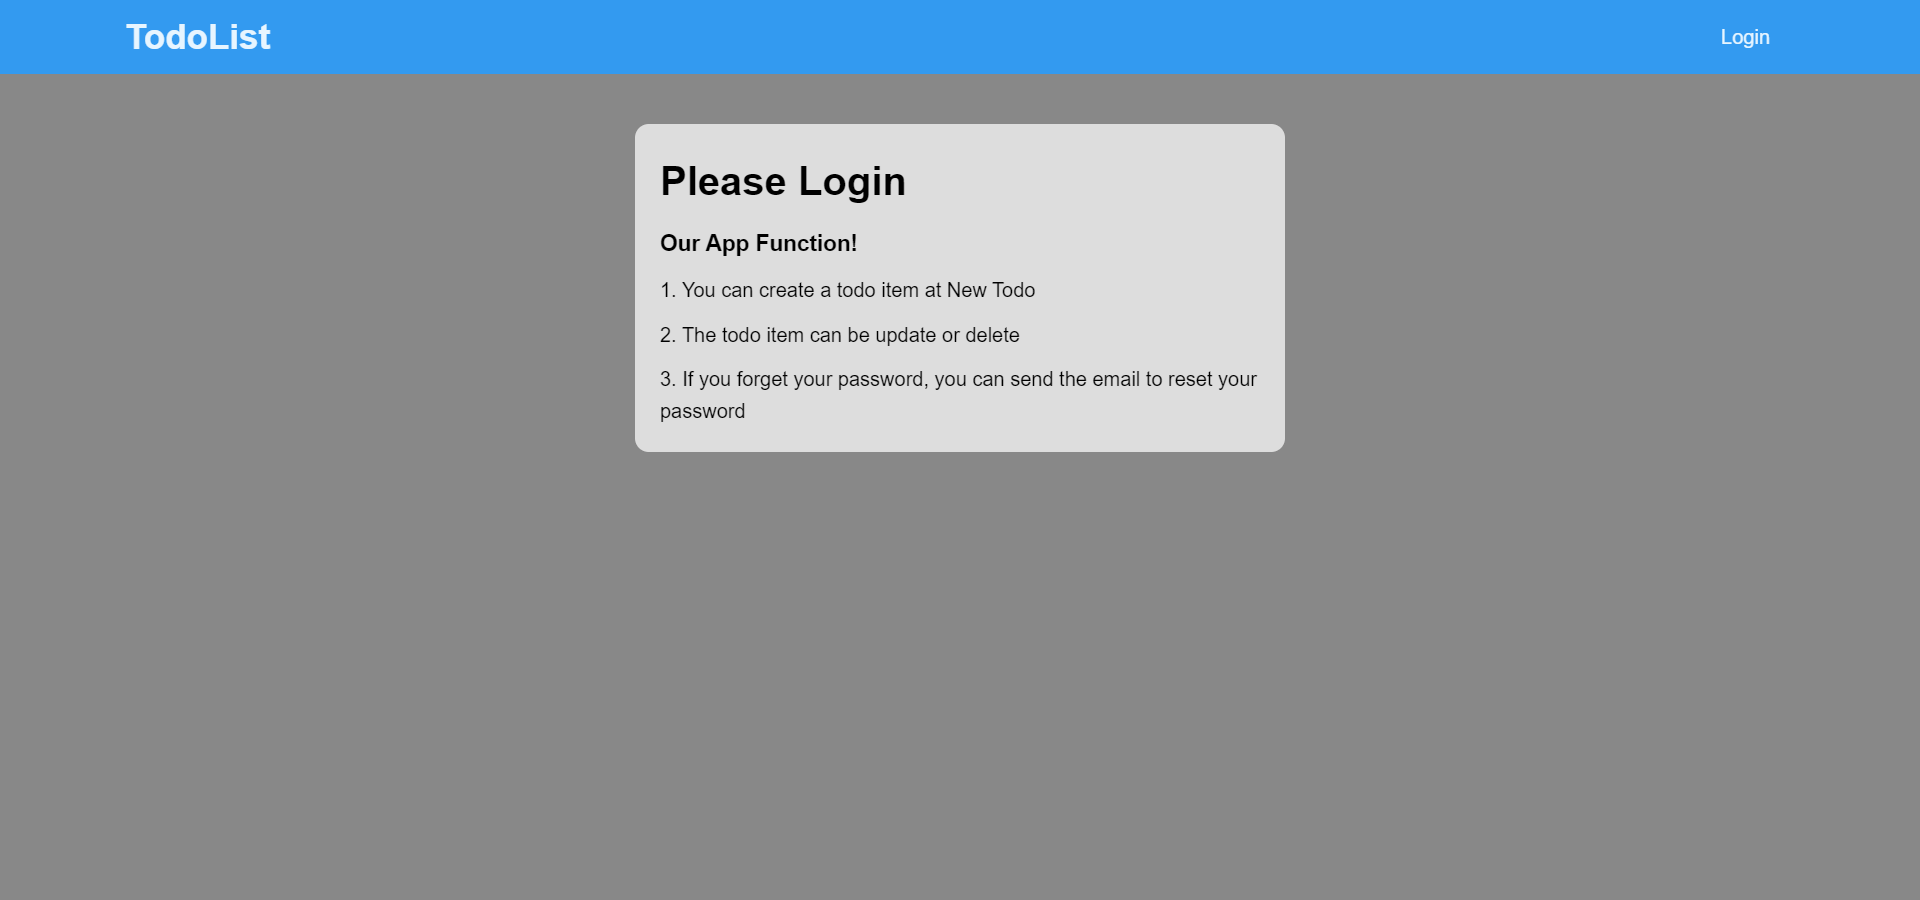 TodoList
Login
Please Login
Our App Function!
1. You can create a todo item at New Todo
2. The todo item can be update or delete
3. If you forget your password, you can send the email to reset your
password